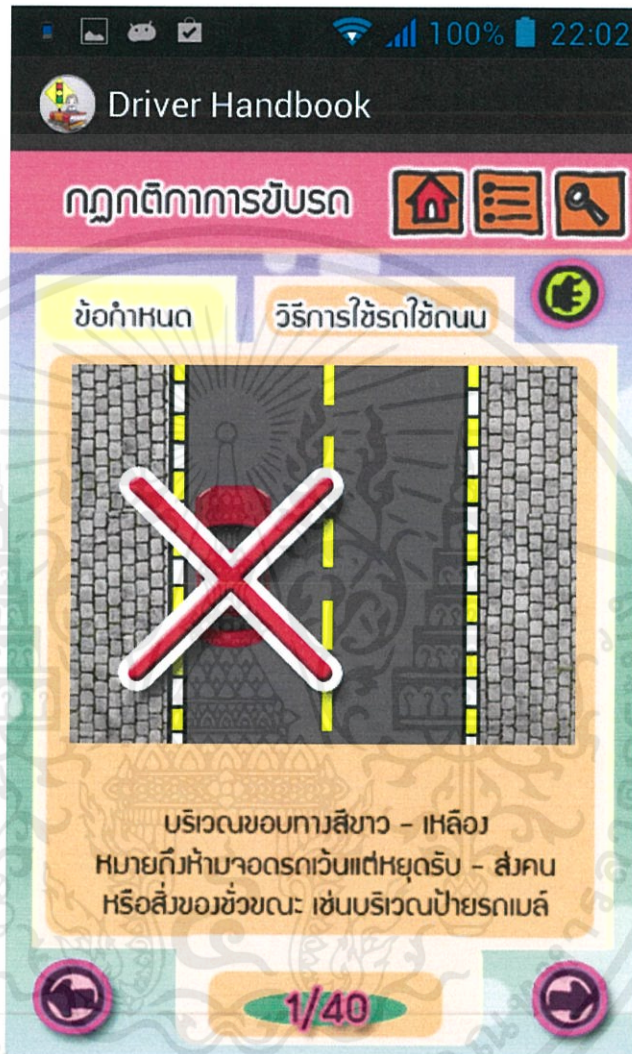 100% 22:02
Driver Handbook
กฎกติกาการขับรถ
ข้อกำหนด
วิธีการใช้รถใช้ถนน
บริเวณขอบทางสีขาว - เหลือง
หมายถึงห้ามจอดรถเว้นแต่หยุดรับ - ส่งคน
หรือสิ่งของชั่วขณะ เช่นบริเวณป้ายรถเมล์
1/40